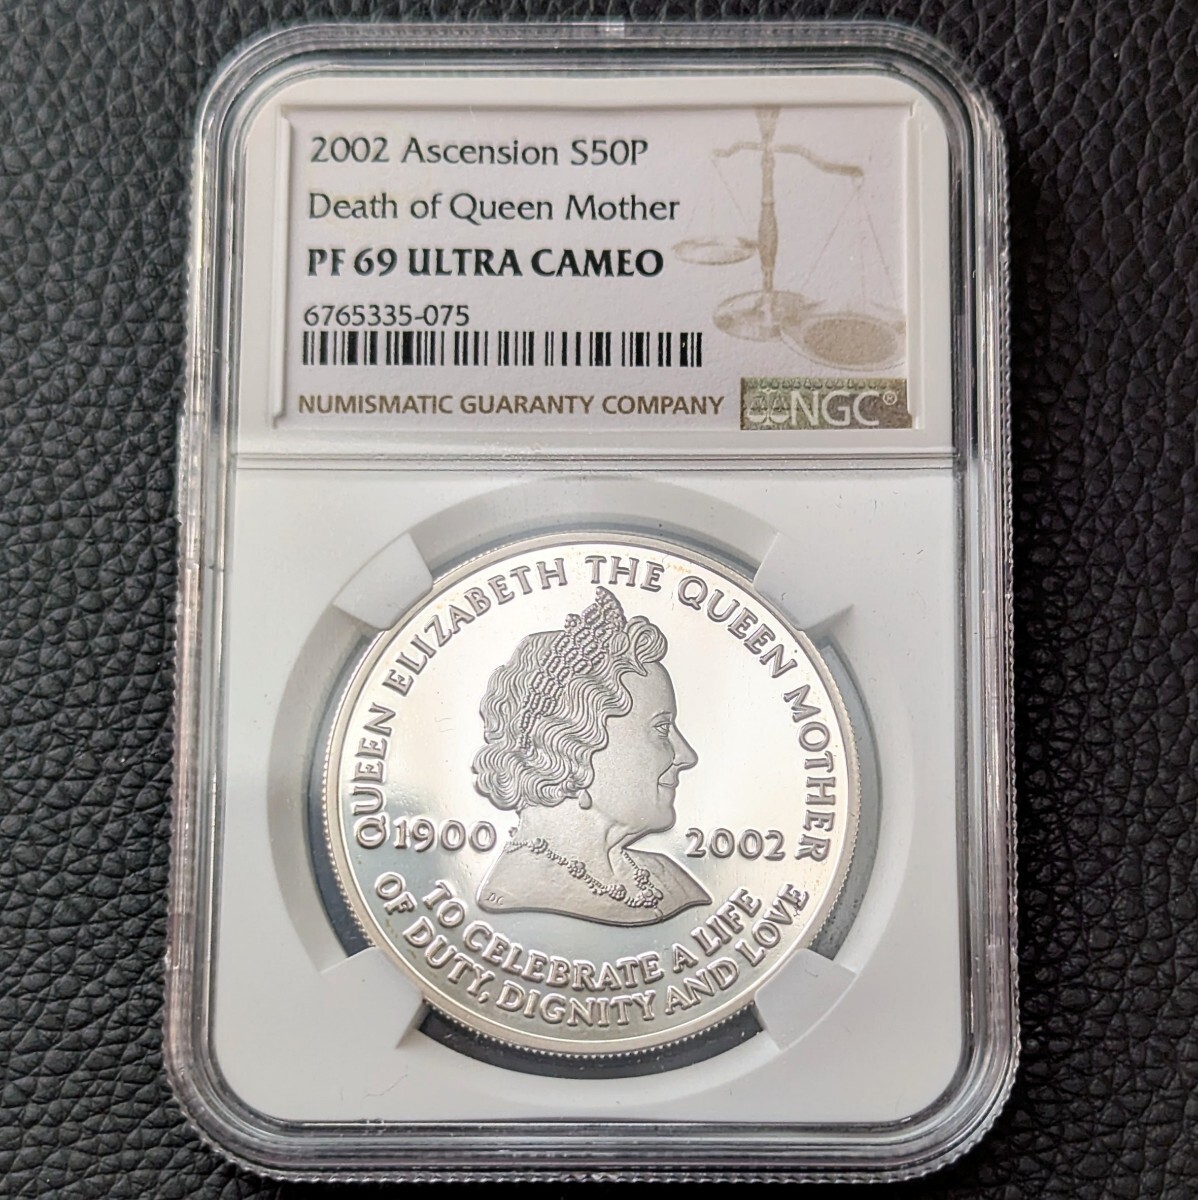 2002 Ascension S50P
Death of Queen Mother
PF 69 ULTRA CAMEO
6765335-075
NUMISMATIC GUARANTY COMPANY
NGC®
QUEEN ELIZABETH THE QUEEN MOTHER
1900 2002
TO CELEBRATE A LIFE
OF DUTY, DIGNITY AND LOVE